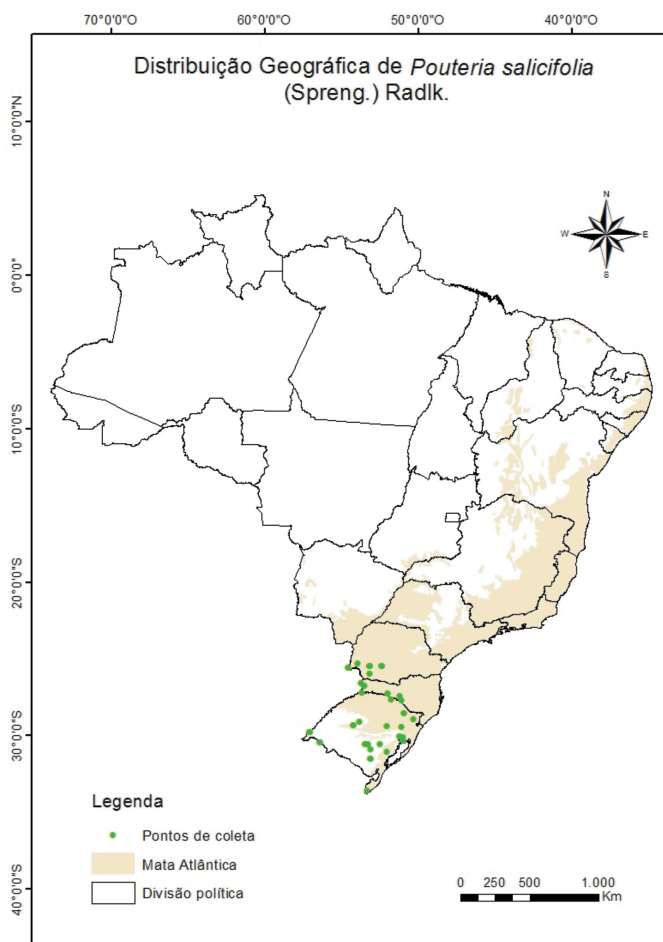 70°0'0"O 60°0'0"O 50°0'0"O 40°0'0"O
Distribuição Geográfica de Pouteria salicifolia
(Spreng.) Radlk.
10°0'0"N
0°0'0"
10°0'0"S
20°0'0"S
30°0'0"S
40°0'0"S
N
W E
S
Legenda
Pontos de coleta
Mata Atlântica
Divisão política
0 250 500 1.000
Km